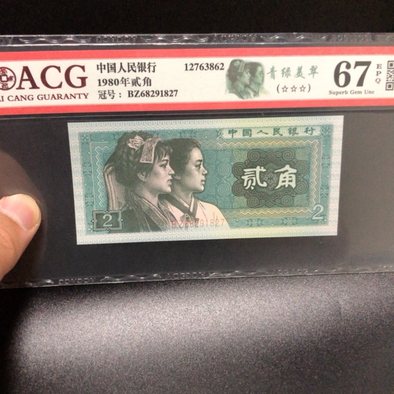 ACG
AI CANG GUARANTY
中国人民银行
1980年贰角
冠号： BZ68291827
12763862
青绿美翠
(☆☆☆)
67 EPQ
Superb Gem Unc
中国人民银行
贰角
2
2
BZ68291827